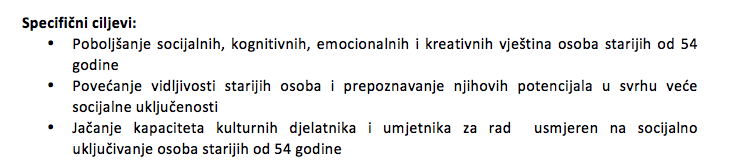 Specifični ciljevi:
• Poboljšanje socijalnih, kognitivnih, emocionalnih i kreativnih vještina osoba starijih od 54
godine
• Povećanje vidljivosti starijih osoba i prepoznavanje njihovih potencijala u svrhu veće
socijalne uključenosti
• Jačanje kapaciteta kulturnih djelatnika i umjetnika za rad usmjeren na socijalno
uključivanje osoba starijih od 54 godine